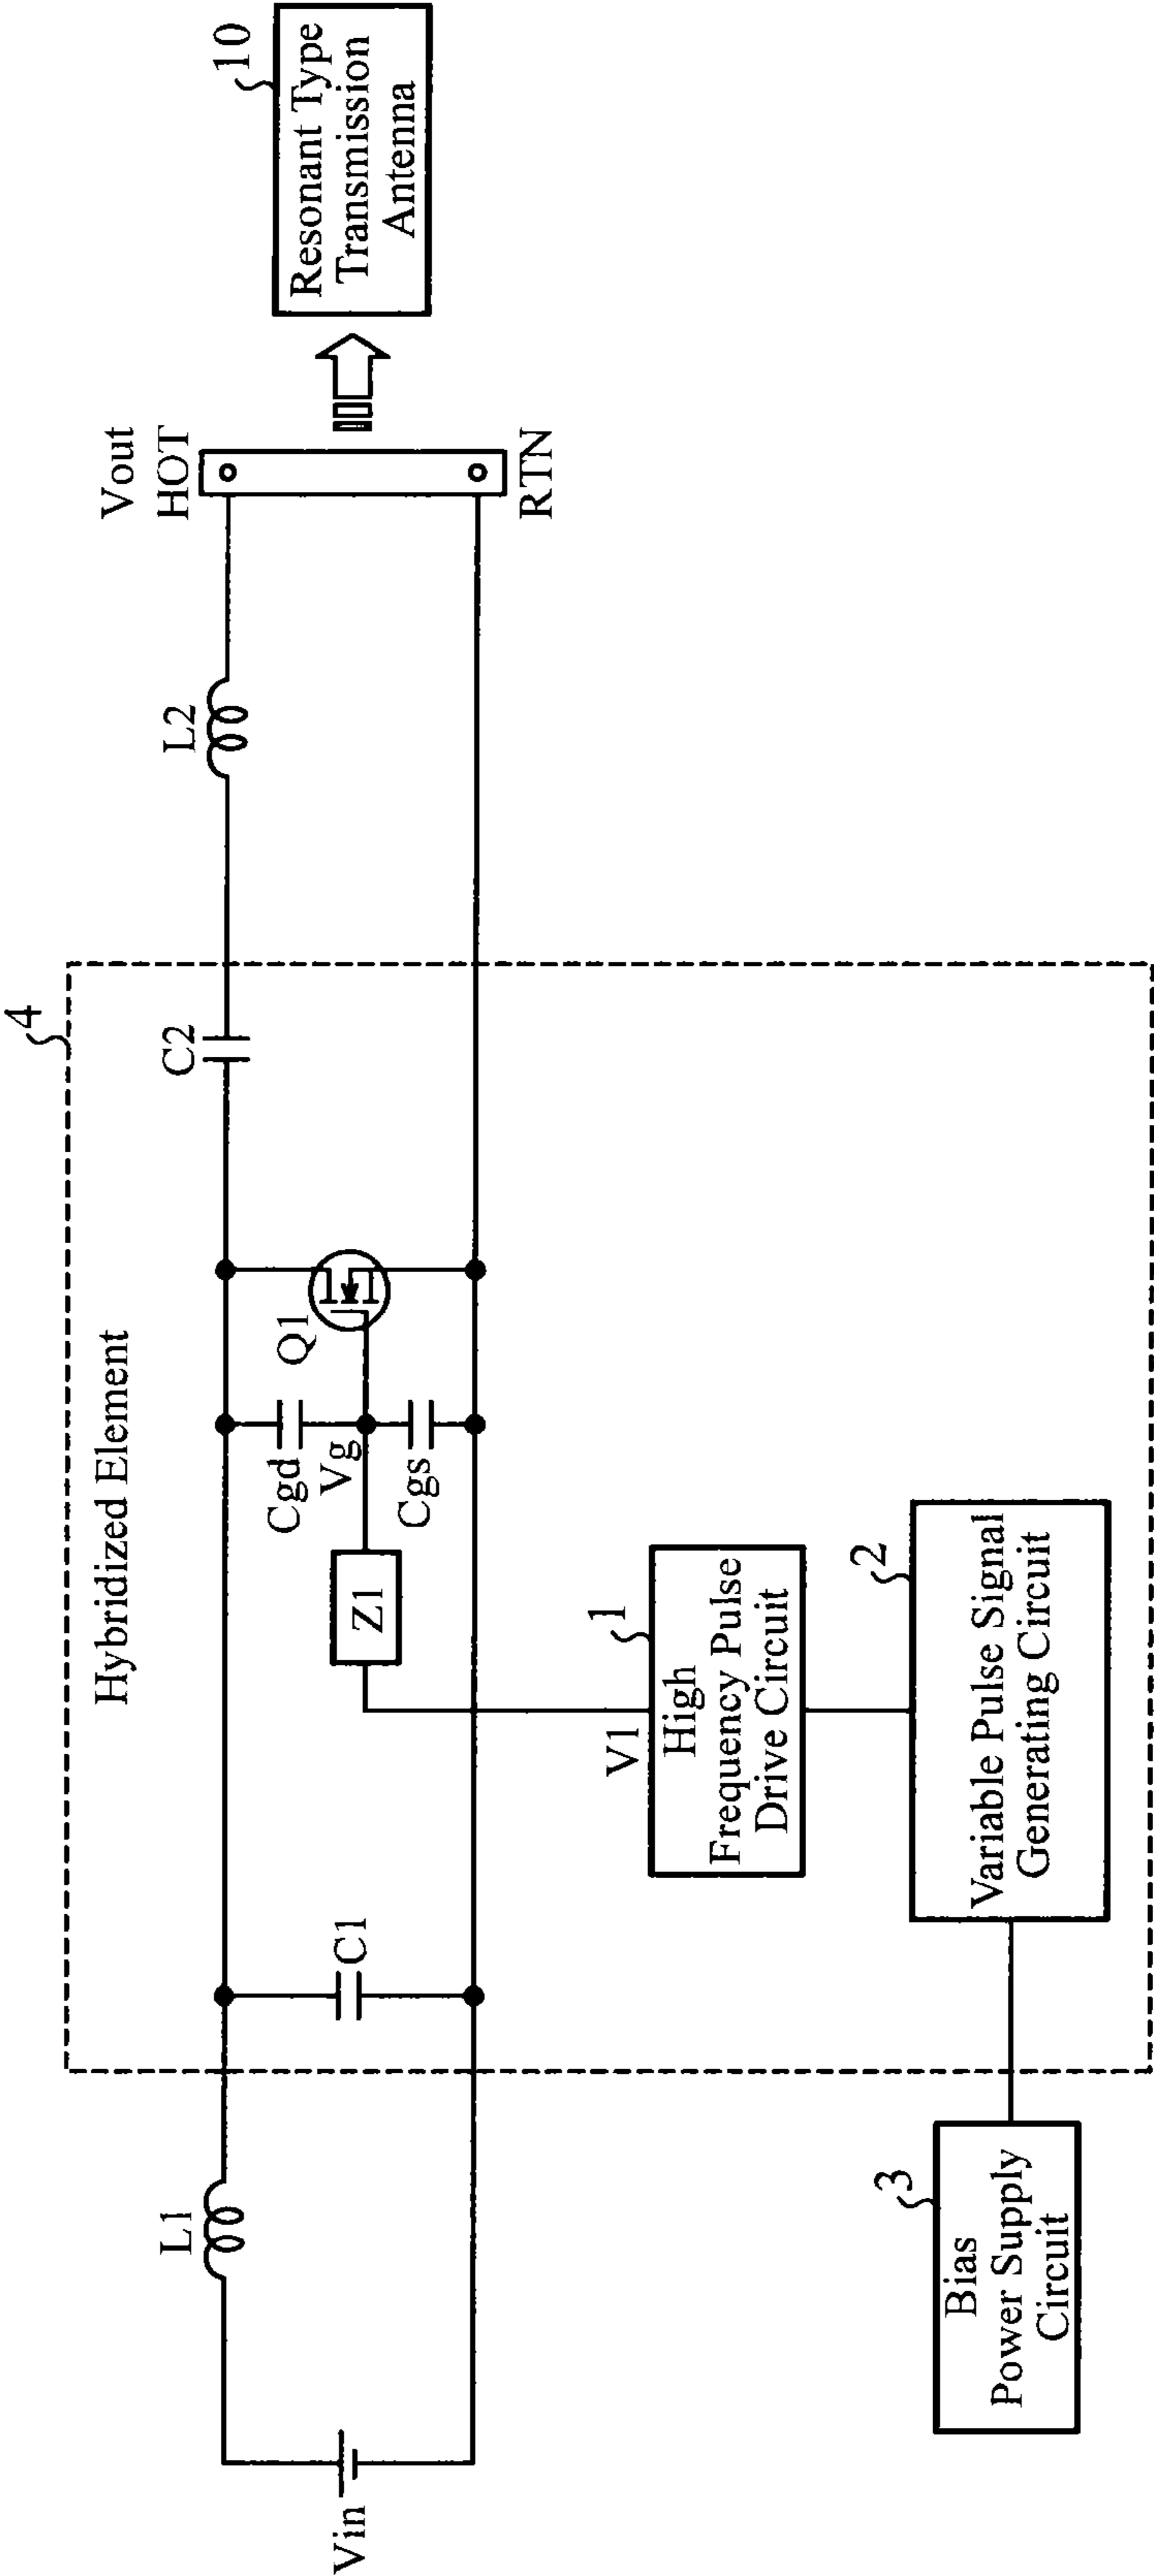 Hybridized Element
4
Vin
L1
C1
Cgd
Vg
Cgs
Z1
Q1
C2
L2
Vout
HOT
RTN
10
Resonant Type
Transmission
Antenna
V1
1
High
Frequency Pulse
Drive Circuit
2
Variable Pulse Signal
Generating Circuit
3
Bias
Power Supply
Circuit